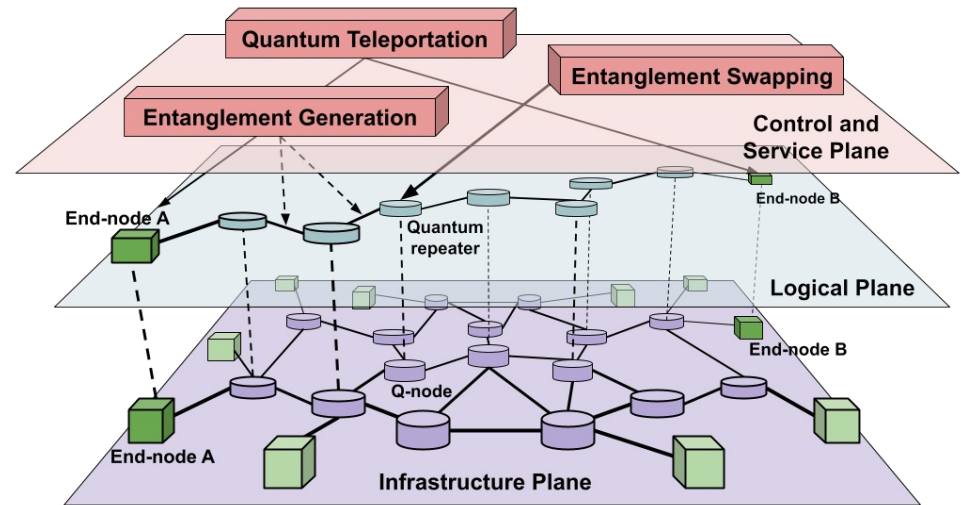 Quantum Teleportation
Entanglement Swapping
Entanglement Generation
Control and
Service Plane
End-node A
End-node B
Quantum
repeater
Logical Plane
End-node B
Q-node
End-node A
Infrastructure Plane